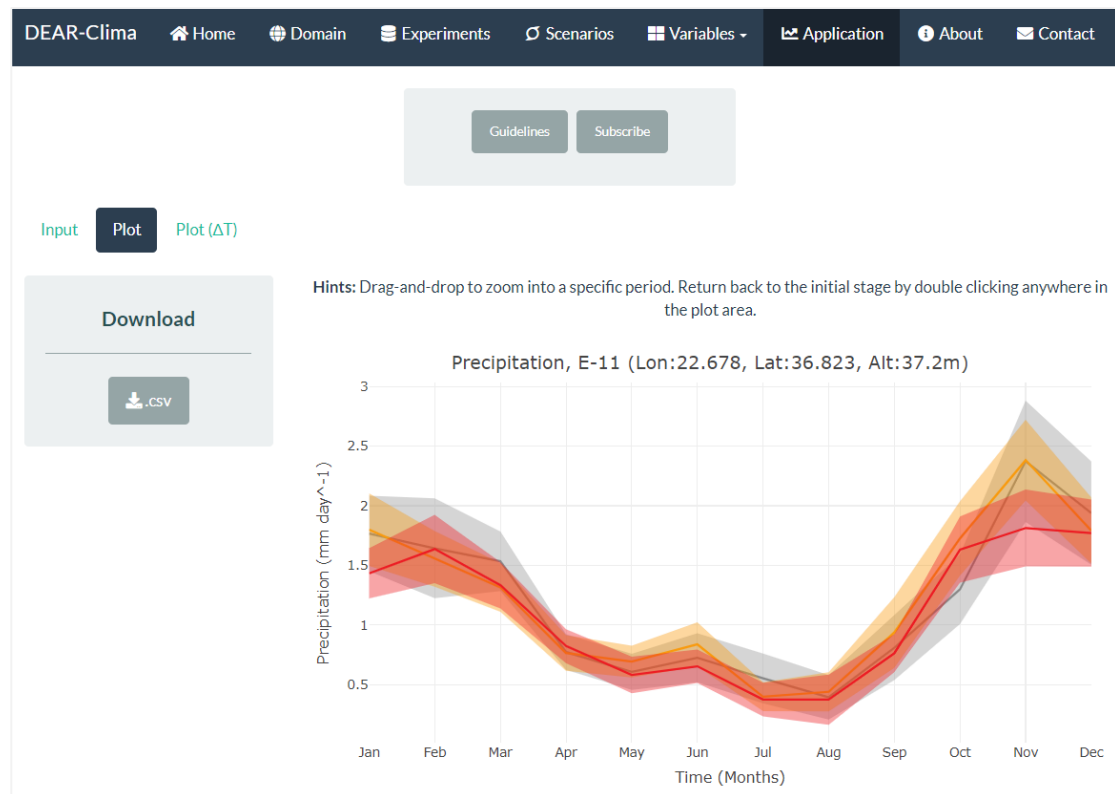 DEAR-Clima Home Domain Experiments Scenarios Variables Application About Contact
Guidelines Subscribe
Input Plot Plot (ΔT)
Download
.csv
Hints: Drag-and-drop to zoom into a specific period. Return back to the initial stage by double clicking anywhere in
the plot area.
Precipitation, E-11 (Lon:22.678, Lat:36.823, Alt:37.2m)
Precipitation (mm day^-1)
3
2.5
2
1.5
1
0.5
Jan Feb Mar Apr May Jun Jul Aug Sep Oct Nov Dec
Time (Months)